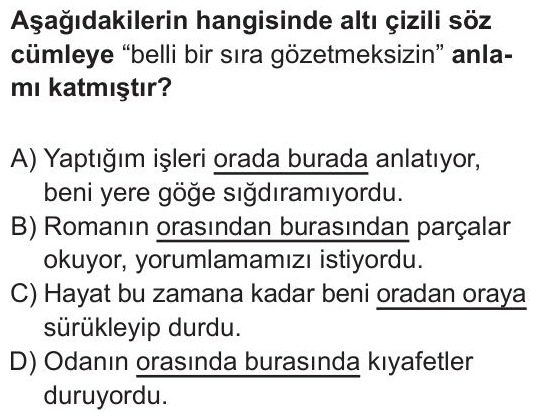 Aşağıdakilerin hangisinde altı çizili söz
cümleye “belli bir sıra gözetmeksizin” anla-
mı katmıştır?
A) Yaptığım işleri orada burada anlatıyor,
beni yere göğe sığdıramıyordu.
B) Romanın orasından burasından parçalar
okuyor, yorumlamamızı istiyordu.
C) Hayat bu zamana kadar beni oradan oraya
sürükleyip durdu.
D) Odanın orasında burasında kıyafetler
duruyordu.